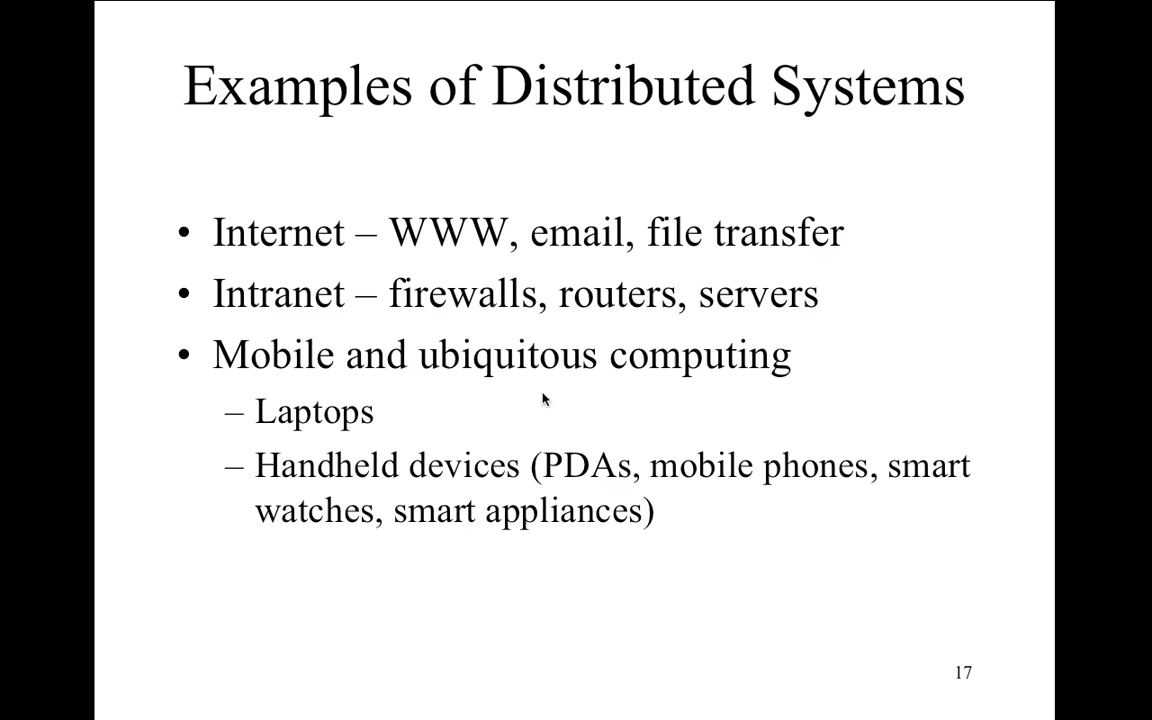 Examples of Distributed Systems
• Internet – WWW, email, file transfer
• Intranet – firewalls, routers, servers
• Mobile and ubiquitous computing
– Laptops
– Handheld devices (PDAs, mobile phones, smart
watches, smart appliances)
17